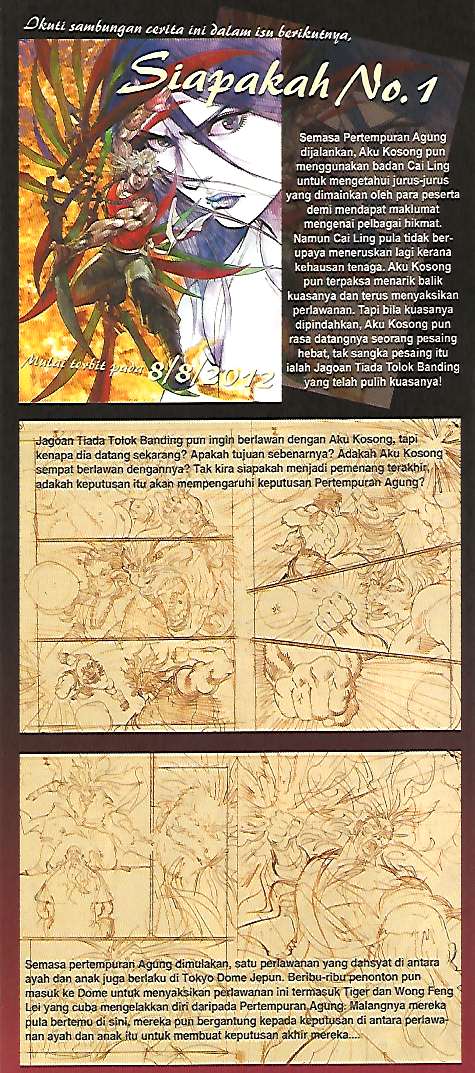 Ikuti sambungan cerita ini dalam isu berikutnya,
Siapakah No.1
Semasa Pertempuran Agung
dijalankan, Aku Kosong pun
menggunakan badan Cai Ling
untuk mengetahui jurus-jurus
yang dimainkan oleh para peserta
demi mendapat maklumat
mengenai pelbagai hikmat.
Namun Cai Ling pula tidak ber-
upaya meneruskan lagi kerana
kehausan tenaga. Aku Kosong
pun terpaksa menarik balik
kuasanya dan terus menyaksikan
perlawanan. Tapi bila kuasanya
dipindahkan, Aku Kosong pun
rasa datangnya seorang pesaing
hebat, tak sangka pesaing itu
ialah Jagoan Tiada Tolok Banding
yang telah pulih kuasanya!
Mulai terbit pada 8/8/2012
Jagoan Tiada Tolok Banding pun ingin berlawan dengan Aku Kosong, tapi
kenapa dia datang sekarang? Apakah tujuan sebenarnya? Adakah Aku Kosong
sempat berlawan dengannya? Tak kira siapakah menjadi pemenang terakhir,
adakah keputusan itu akan mempengaruhi keputusan Pertempuran Agung?
Semasa pertempuran Agung dimulakan, satu perlawanan yang dahsyat di antara
ayah dan anak juga berlaku di Tokyo Dome Jepun. Beribu-ribu penonton pun
masuk ke Dome untuk menyaksikan perlawanan ini termasuk Tiger dan Wong Feng
Lei yang cuba mengelakkan diri daripada Pertempuran Agung. Malangnya mereka
pula bertemu di sini, mereka pun bergantung kepada keputusan di antara perlawa-
nan ayah dan anak itu untuk membuat keputusan akhir mereka....